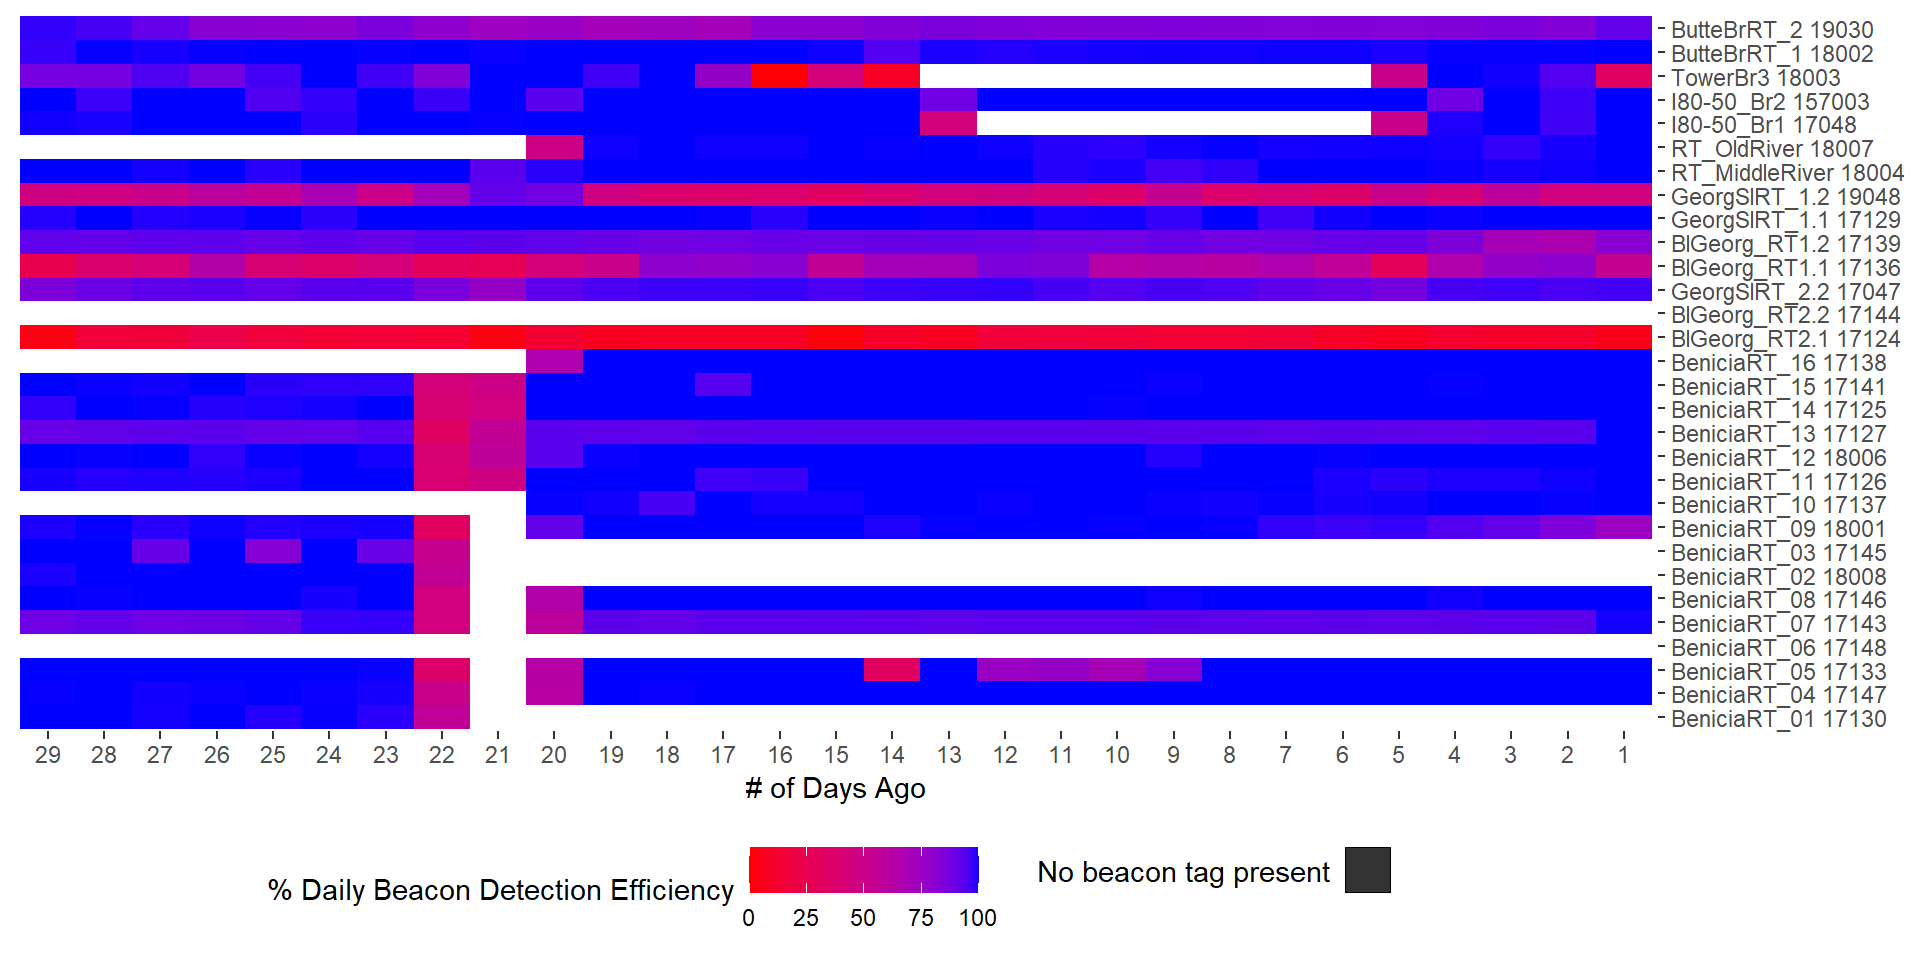 ButteBrRT_2 19030
ButteBrRT_1 18002
TowerBr3 18003
I80-50_Br2 157003
I80-50_Br1 17048
RT_OldRiver 18007
RT_MiddleRiver 18004
GeorgSlRT_1.2 19048
GeorgSlRT_1.1 17129
BlGeorg_RT1.2 17139
BlGeorg_RT1.1 17136
GeorgSlRT_2.2 17047
BlGeorg_RT2.2 17144
BlGeorg_RT2.1 17124
BeniciaRT_16 17138
BeniciaRT_15 17141
BeniciaRT_14 17125
BeniciaRT_13 17127
BeniciaRT_12 18006
BeniciaRT_11 17126
BeniciaRT_10 17137
BeniciaRT_09 18001
BeniciaRT_03 17145
BeniciaRT_02 18008
BeniciaRT_08 17146
BeniciaRT_07 17143
BeniciaRT_06 17148
BeniciaRT_05 17133
BeniciaRT_04 17147
BeniciaRT_01 17130
29 28 27 26 25 24 23 22 21 20 19 18 17 16 15 14 13 12 11 10 9 8 7 6 5 4 3 2 1
# of Days Ago
% Daily Beacon Detection Efficiency
0 25 50 75 100
No beacon tag present